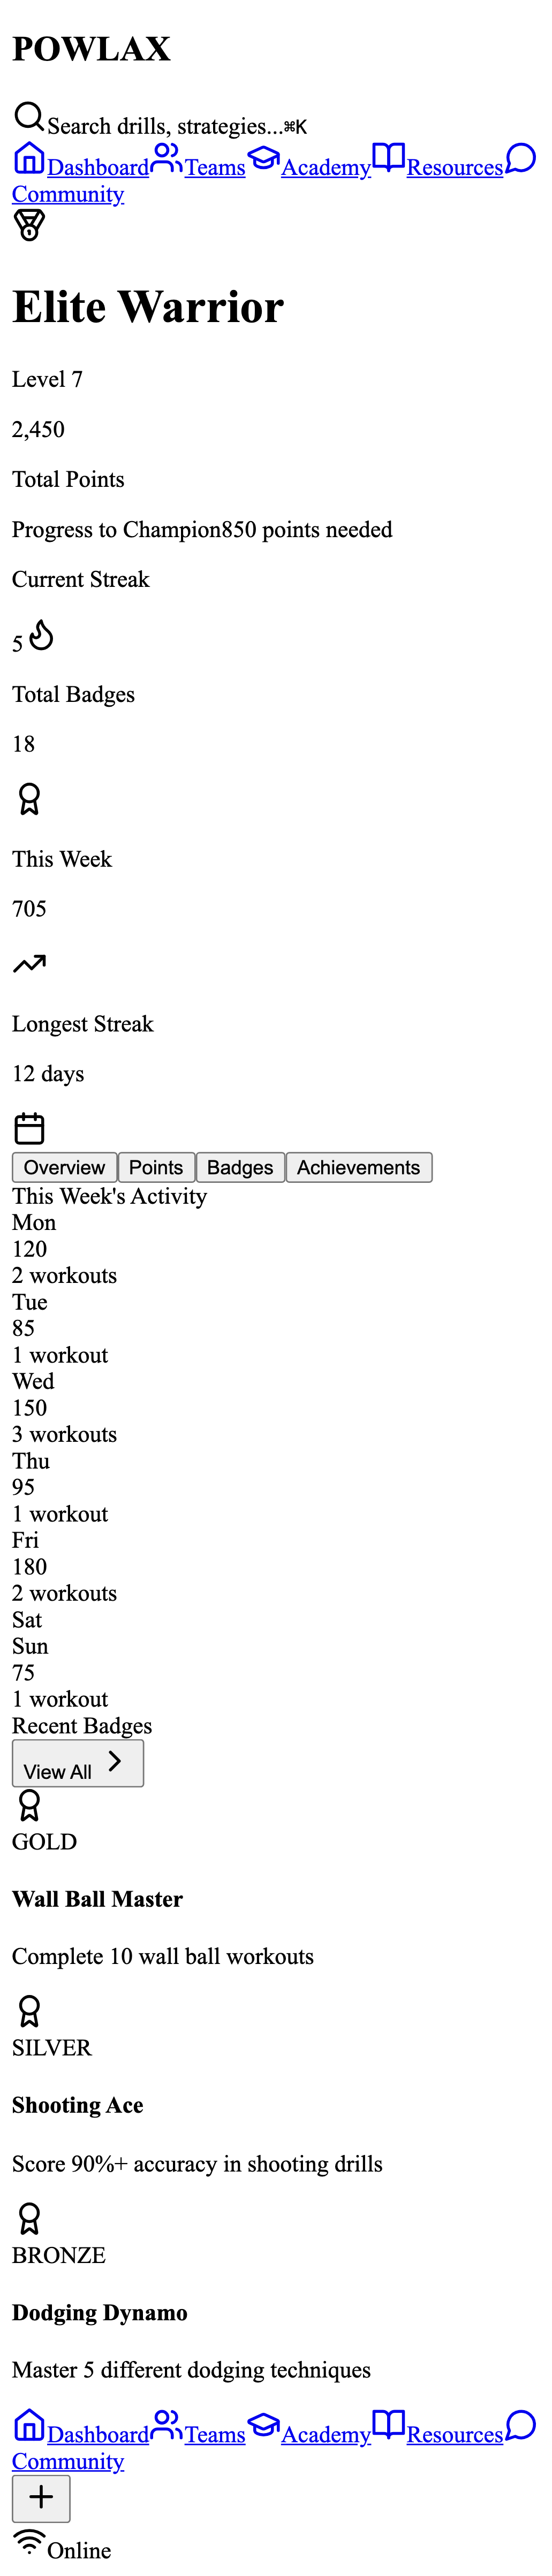 POWLAX
Search drills, strategies...⌘K
Dashboard Teams Academy Resources
Community
Elite Warrior
Level 7
2,450
Total Points
Progress to Champion850 points needed
Current Streak
5
Total Badges
18
This Week
705
Longest Streak
12 days
Overview Points Badges Achievements
This Week's Activity
Mon
120
2 workouts
Tue
85
1 workout
Wed
150
3 workouts
Thu
95
1 workout
Fri
180
2 workouts
Sat
Sun
75
1 workout
Recent Badges
View All
GOLD
Wall Ball Master
Complete 10 wall ball workouts
SILVER
Shooting Ace
Score 90%+ accuracy in shooting drills
BRONZE
Dodging Dynamo
Master 5 different dodging techniques
Dashboard Teams Academy Resources
Community
Online